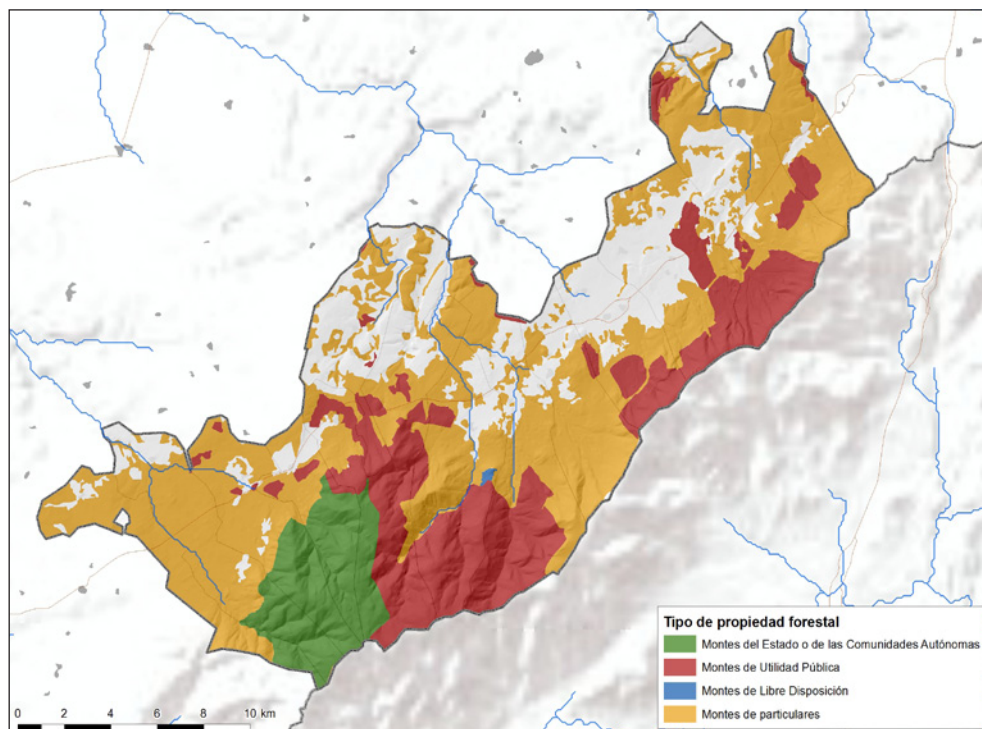 Tipo de propiedad forestal
Montes del Estado o de las Comunidades Autónomas
Montes de Utilidad Pública
Montes de Libre Disposición
Montes de particulares
0 2 4 6 8 10 km